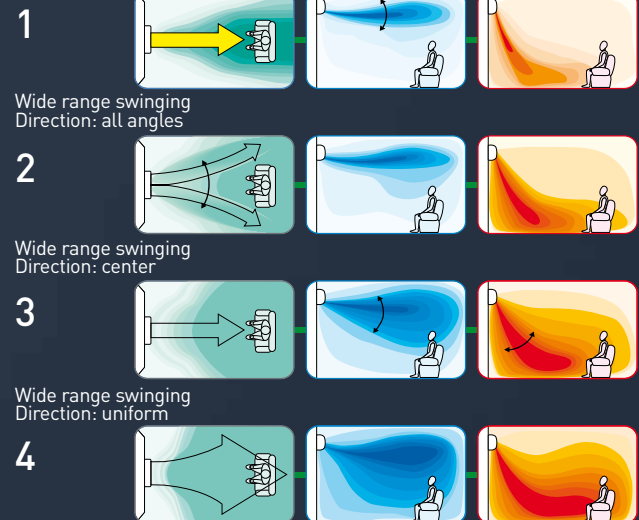 1
Wide range swinging
Direction: all angles
2
Wide range swinging
Direction: center
3
Wide range swinging
Direction: uniform
4